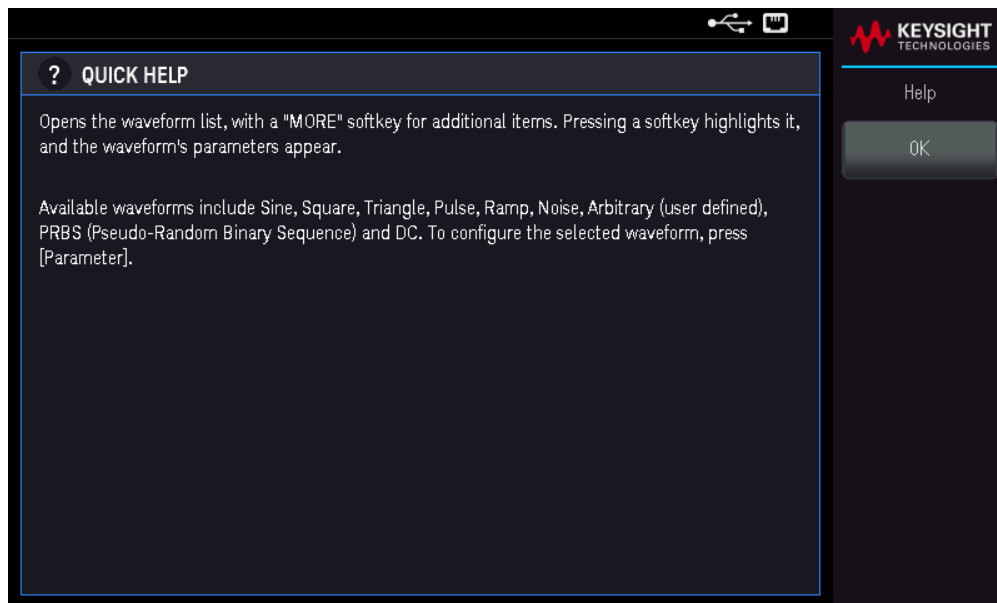 KEYSIGHT
TECHNOLOGIES
? QUICK HELP
Help
Opens the waveform list, with a "MORE" softkey for additional items. Pressing a softkey highlights it,
and the waveform's parameters appear.
OK
Available waveforms include Sine, Square, Triangle, Pulse, Ramp, Noise, Arbitrary (user defined),
PRBS (Pseudo-Random Binary Sequence) and DC. To configure the selected waveform, press
[Parameter].